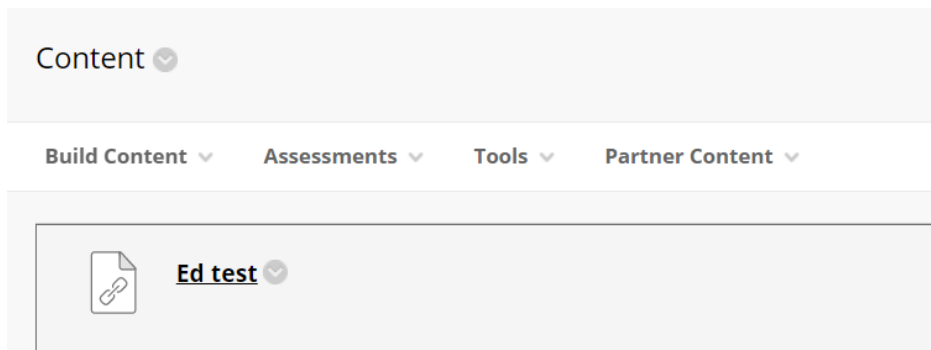 Content
Build Content Assessments Tools Partner Content
Ed test